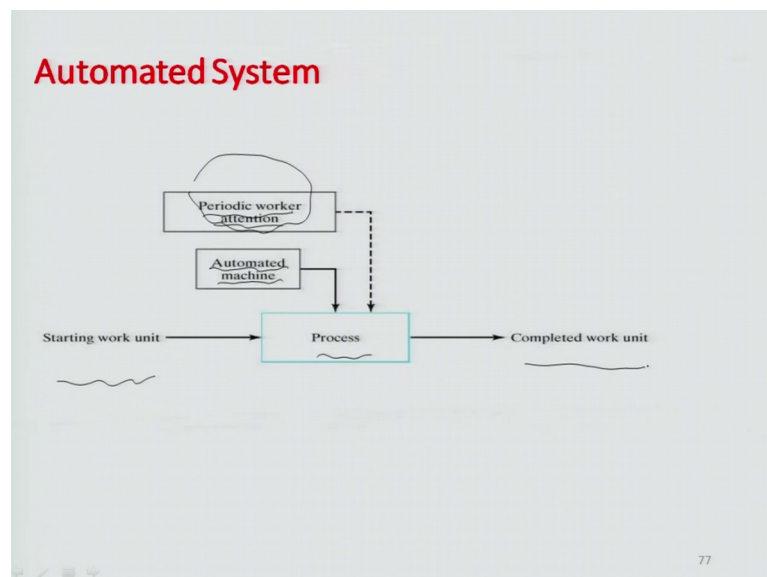 Automated System
Periodic worker
attention
Automated
machine
Starting work unit
Process
Completed work unit
77